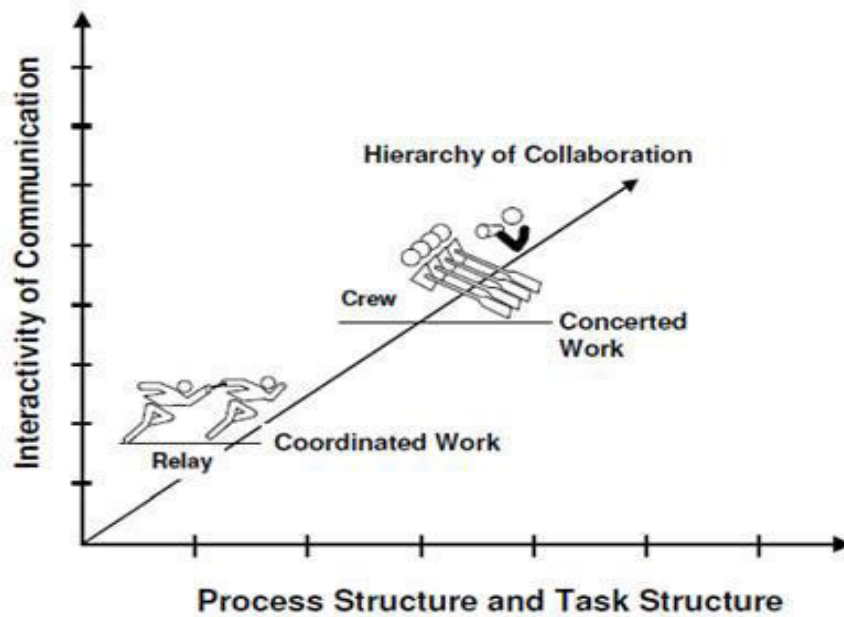 Interactivity of Communication
Hierarchy of Collaboration
Crew
Concerted
Work
Coordinated Work
Relay
Process Structure and Task Structure